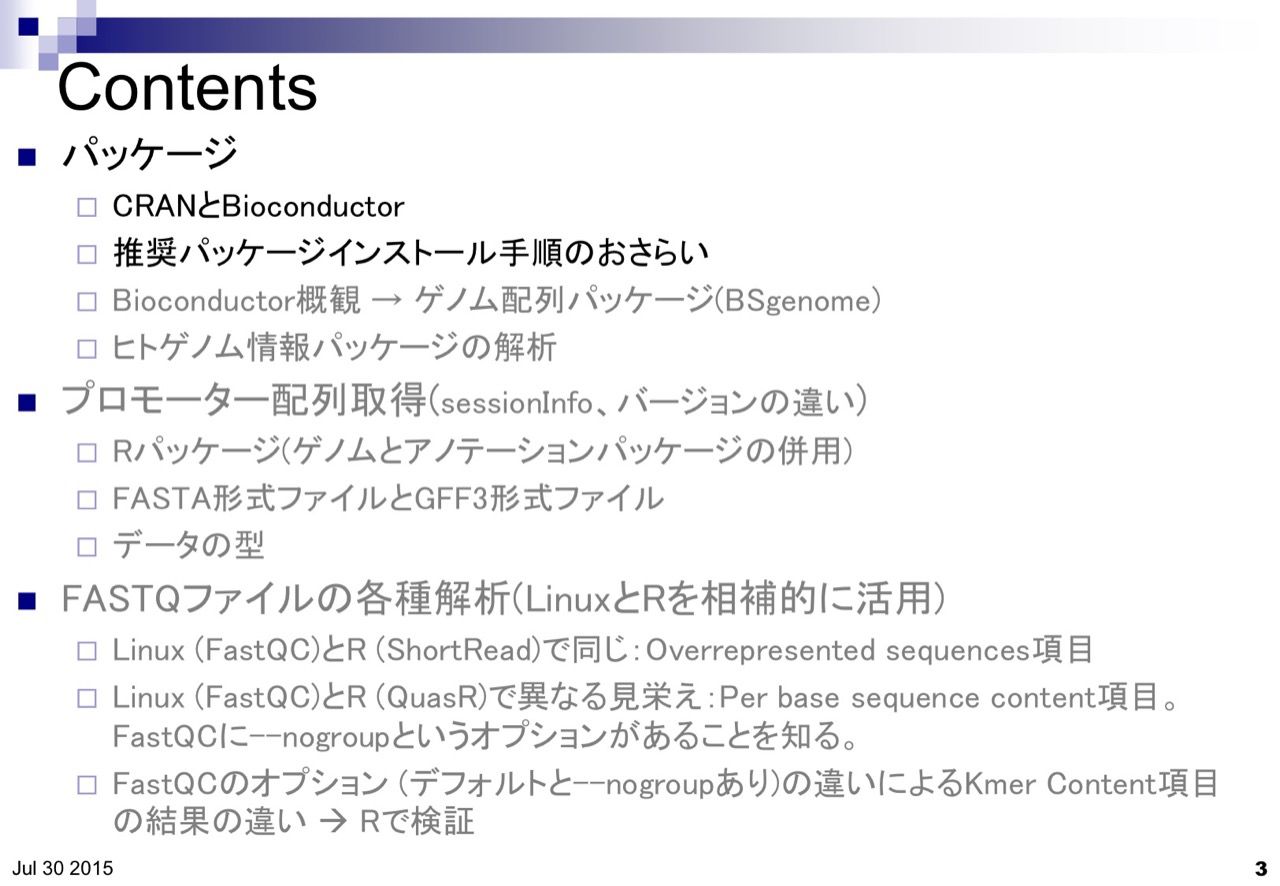 Contents
パッケージ
CRANとBioconductor
推奨パッケージインストール手順のおさらい
Bioconductor概観 → ゲノム配列パッケージ(BSgenome)
ヒトゲノム情報パッケージの解析
プロモーター配列取得(sessionInfo、バージョンの違い)
Rパッケージ(ゲノムとアノテーションパッケージの併用)
FASTA形式ファイルとGFF3形式ファイル
データの型
FASTQファイルの各種解析(LinuxとRを相補的に活用)
Linux (FastQC)とR (ShortRead)で同じ：Overrepresented sequences項目
Linux (FastQC)とR (QuasR)で異なる見栄え：Per base sequence content項目。
FastQCに--nogroupというオプションがあることを知る。
FastQCのオプション (デフォルトと--nogroupあり)の違いによるKmer Content項目
の結果の違い → Rで検証
Jul 30 2015
3